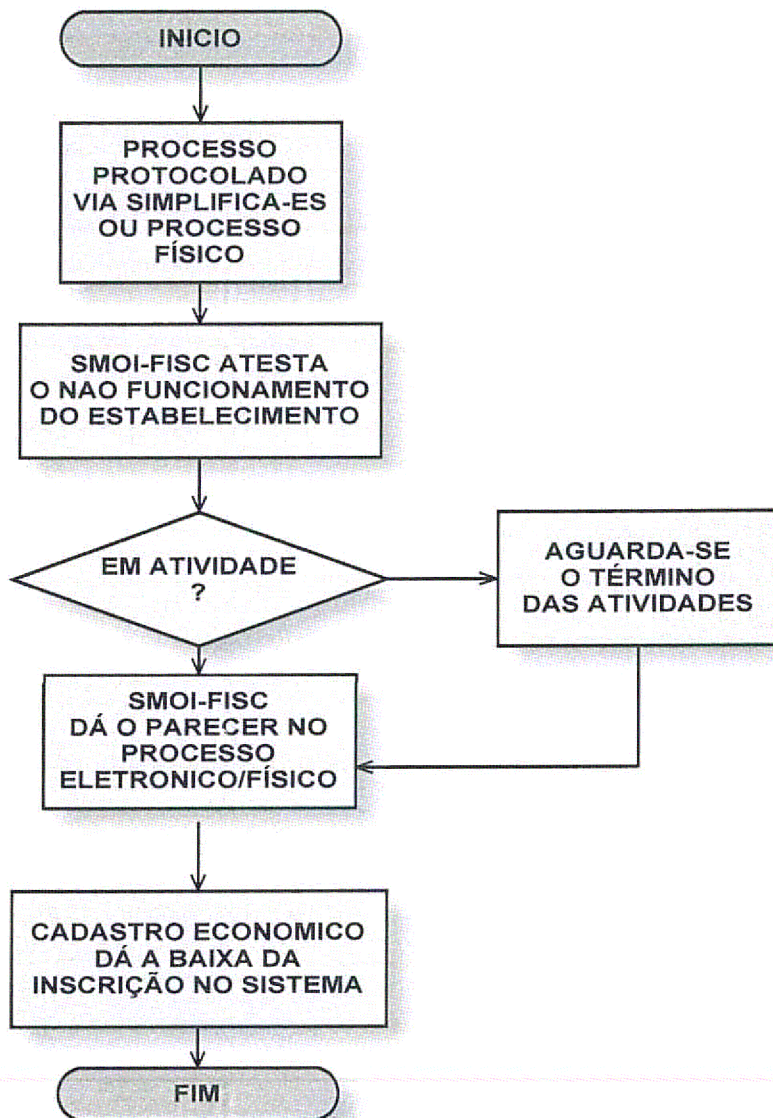 INICIO
PROCESSO
PROTOCOLADO
VIA SIMPLIFICA-ES
OU PROCESSO
FÍSICO
SMOI-FISC ATESTA
O NAO FUNCIONAMENTO
DO ESTABELECIMENTO
EM ATIVIDADE
?
AGUARDA-SE
O TÉRMINO
DAS ATIVIDADES
SMOI-FISC
DÁ O PARECER NO
PROCESSO
ELETRONICO/FÍSICO
CADASTRO ECONOMICO
DÁ A BAIXA DA
INSCRIÇÃO NO SISTEMA
FIM